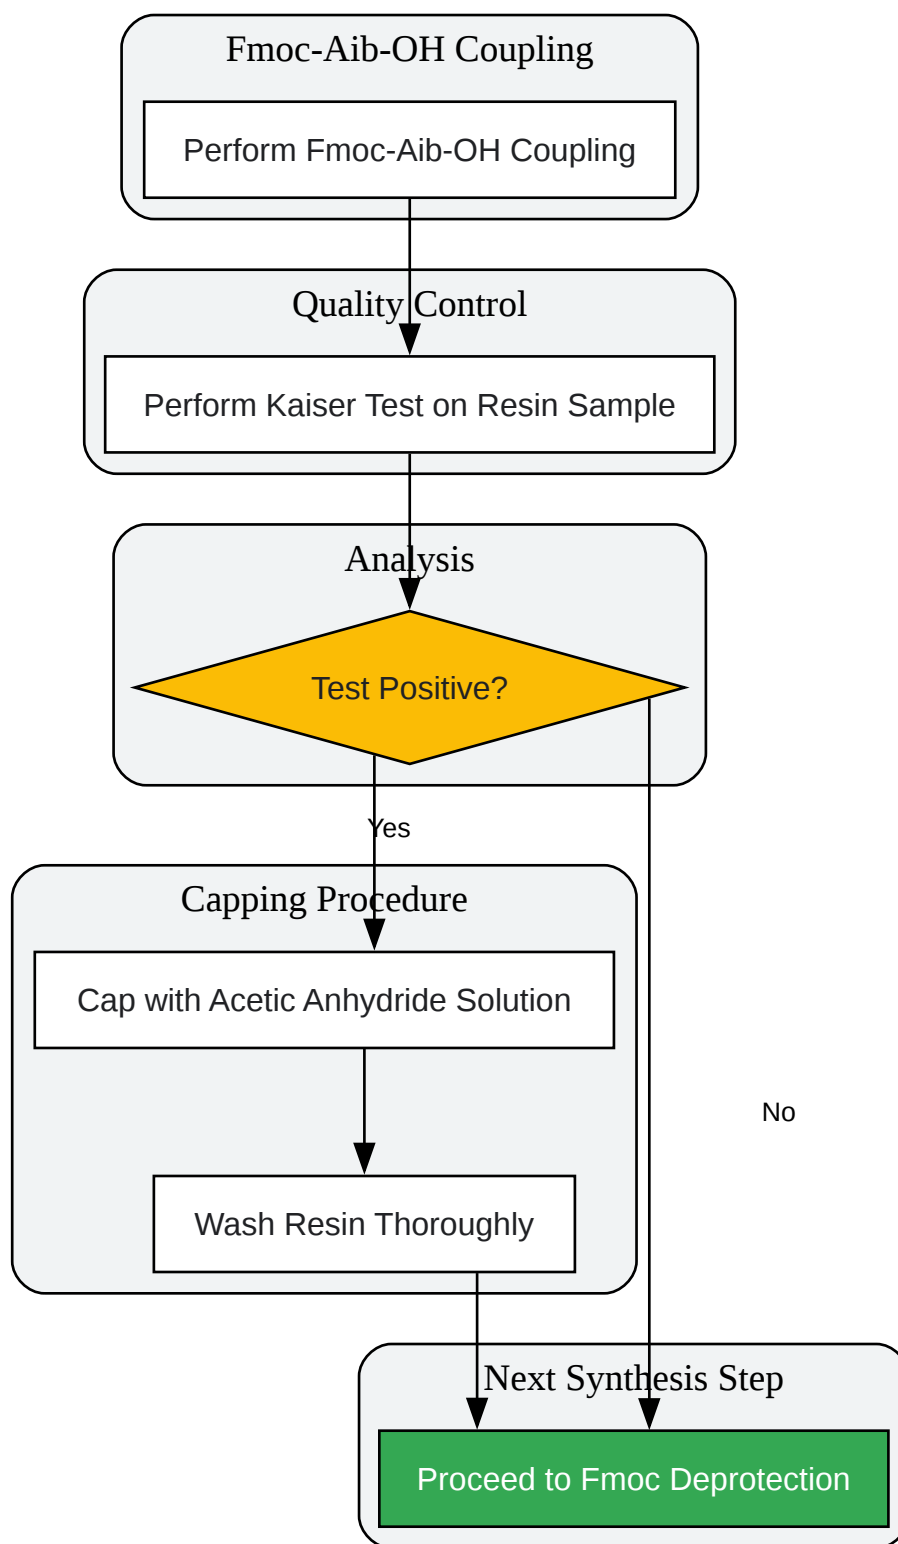 Fmoc-Aib-OH Coupling
Perform Fmoc-Aib-OH Coupling
Quality Control
Perform Kaiser Test on Resin Sample
Analysis
Test Positive?
Yes
Capping Procedure
Cap with Acetic Anhydride Solution
No
Wash Resin Thoroughly
Next Synthesis Step
Proceed to Fmoc Deprotection